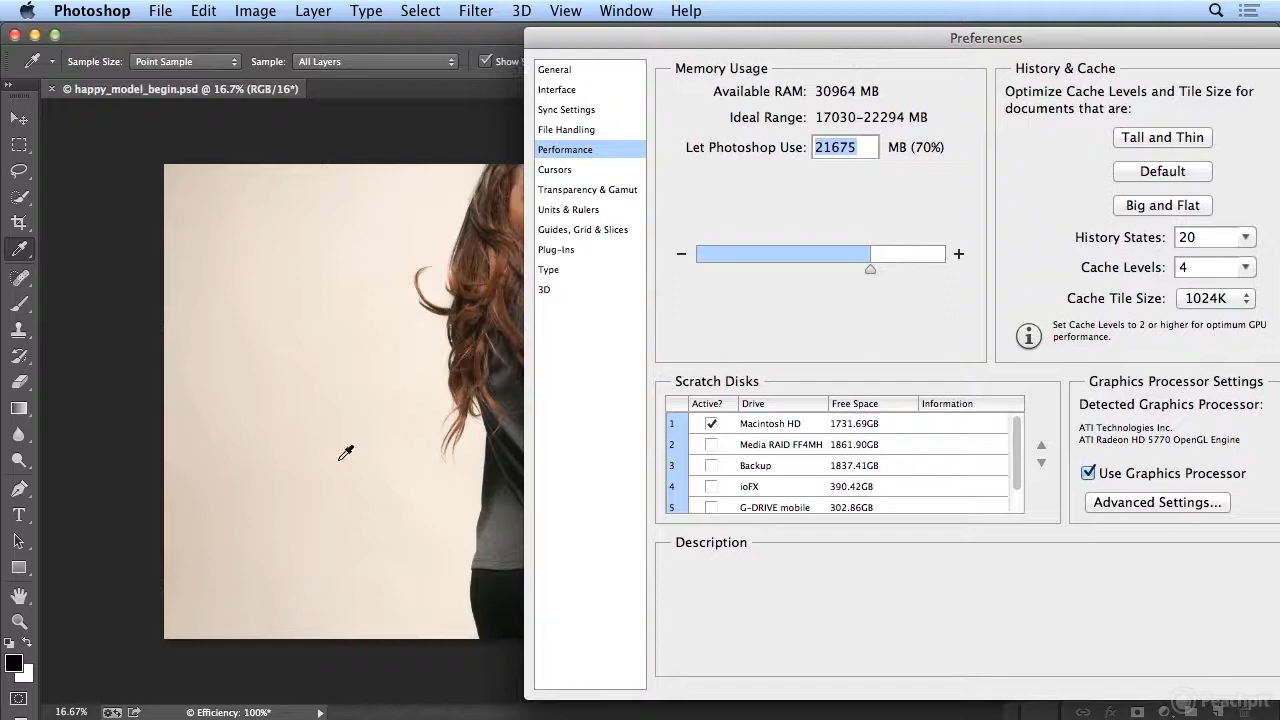 Photoshop File Edit Image Layer Type Select Filter 3D View Window Help
Preferences
Sample Size: Point Sample Sample: All Layers Show
× © happy_model_begin.psd @ 16.7% (RGB/16*)
General
Interface
Sync Settings
File Handling
Performance
Cursors
Transparency & Gamut
Units & Rulers
Guides, Grid & Slices
Plug-Ins
Type
3D
Memory Usage
Available RAM: 30964 MB
Ideal Range: 17030-22294 MB
Let Photoshop Use: 21675 MB (70%)
− +
History & Cache
Optimize Cache Levels and Tile Size for
documents that are:
Tall and Thin
Default
Big and Flat
History States: 20
Cache Levels: 4
Cache Tile Size: 1024K
Set Cache Levels to 2 or higher for optimum GPU
performance.
Scratch Disks
Active? Drive Free Space Information
1 Macintosh HD 1731.69GB
2 Media RAID FF4MH 1861.90GB
3 Backup 1837.41GB
4 ioFX 390.42GB
5 G-DRIVE mobile 302.86GB
Graphics Processor Settings
Detected Graphics Processor:
ATI Technologies Inc.
ATI Radeon HD 5770 OpenGL Engine
Use Graphics Processor
Advanced Settings...
Description
16.67% © Efficiency: 100%*
Peachpit